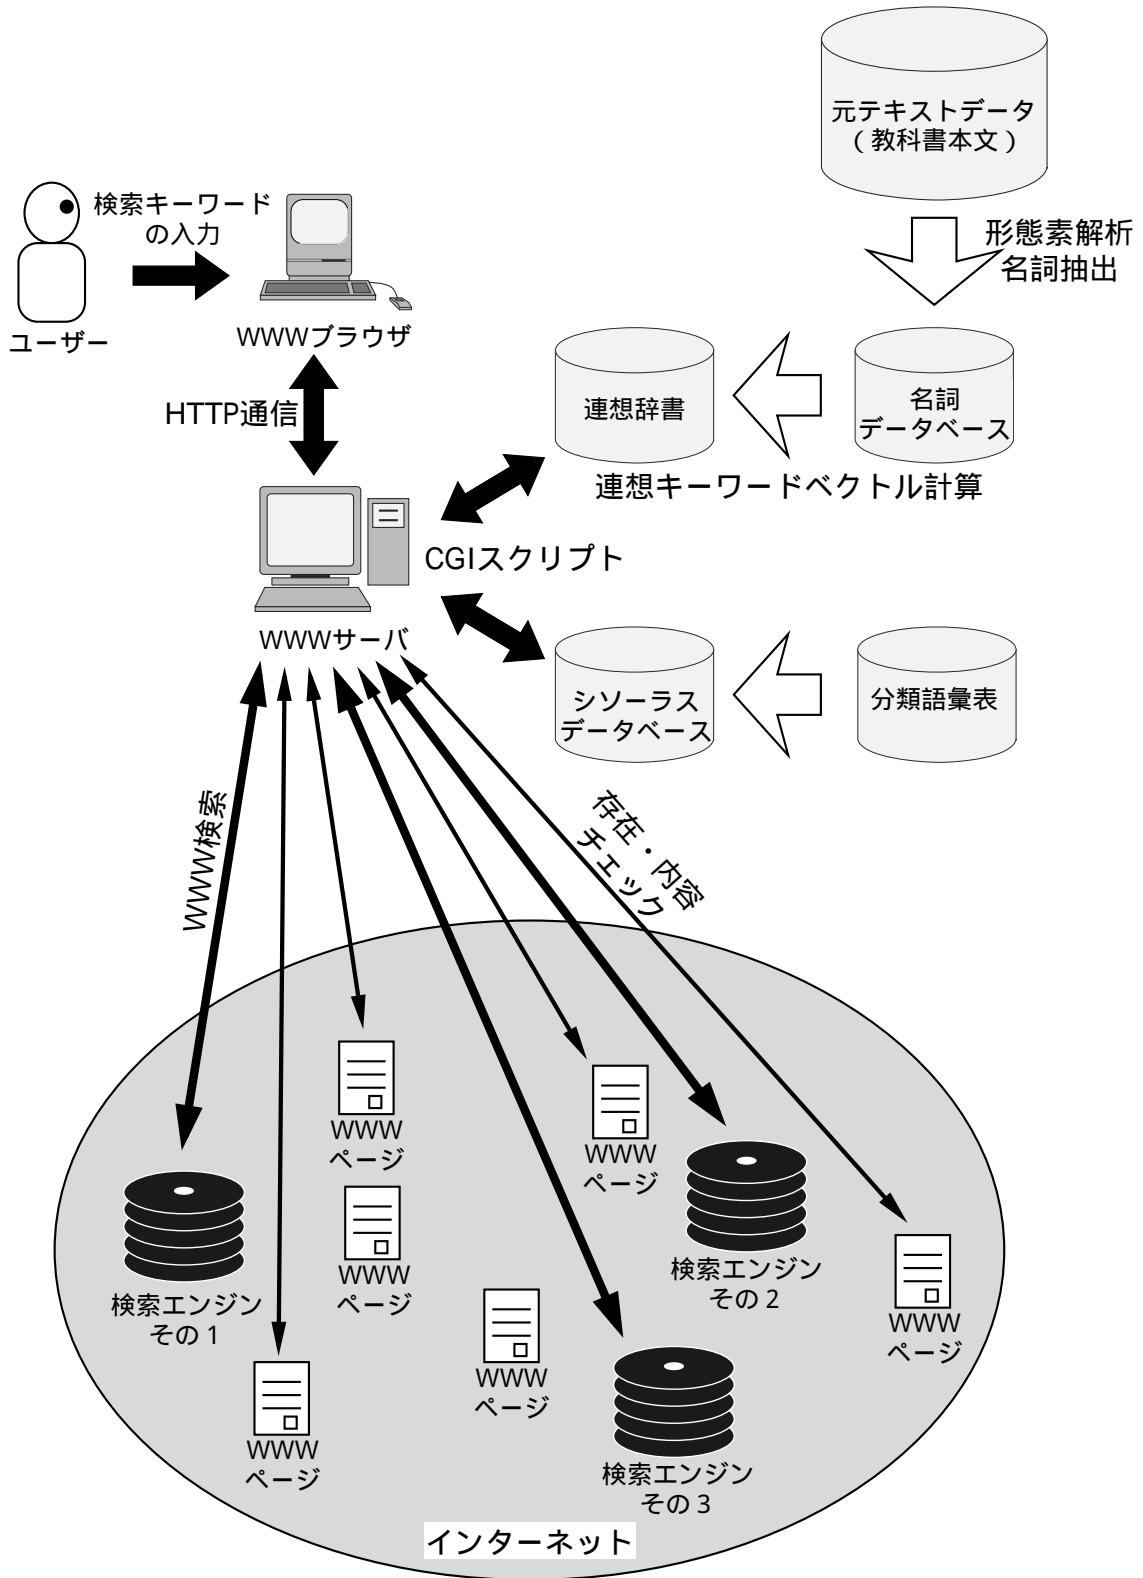 元テキストデータ
（教科書本文）
形態素解析
名詞抽出
検索キーワード
の入力
ユーザー
WWWブラウザ
HTTP通信
連想辞書
名詞
データベース
連想キーワードベクトル計算
CGIスクリプト
WWWサーバ
シソーラス
データベース
分類語彙表
WWW検索
存在・内容
チェック
WWW
ページ
WWW
ページ
WWW
ページ
検索エンジン
その１
検索エンジン
その２
WWW
ページ
WWW
ページ
WWW
ページ
検索エンジン
その３
インターネット